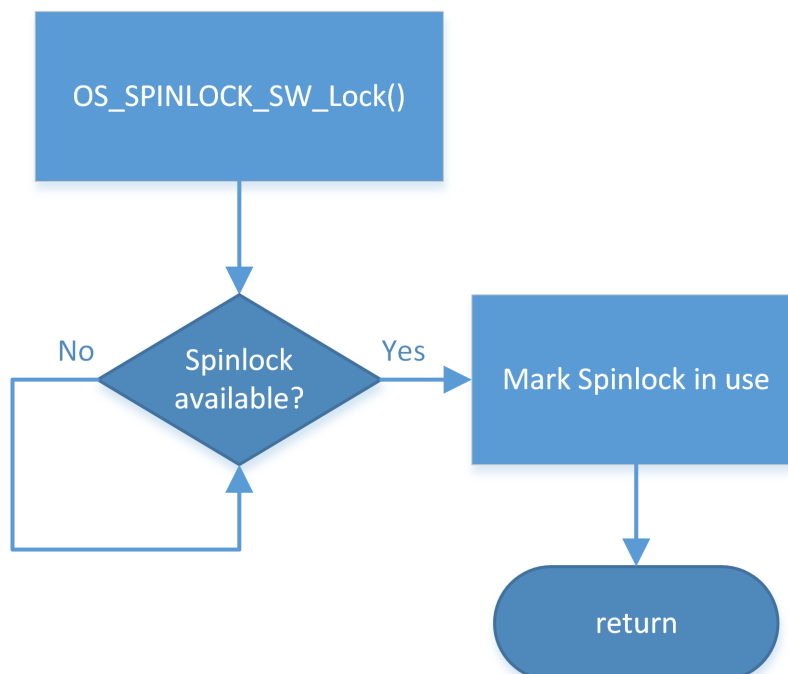 OS_SPINLOCK_SW_Lock()
No
Spinlock
available?
Yes
Mark Spinlock in use
return